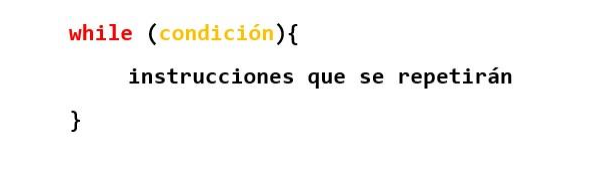 while (condición){
instrucciones que se repetirán
}